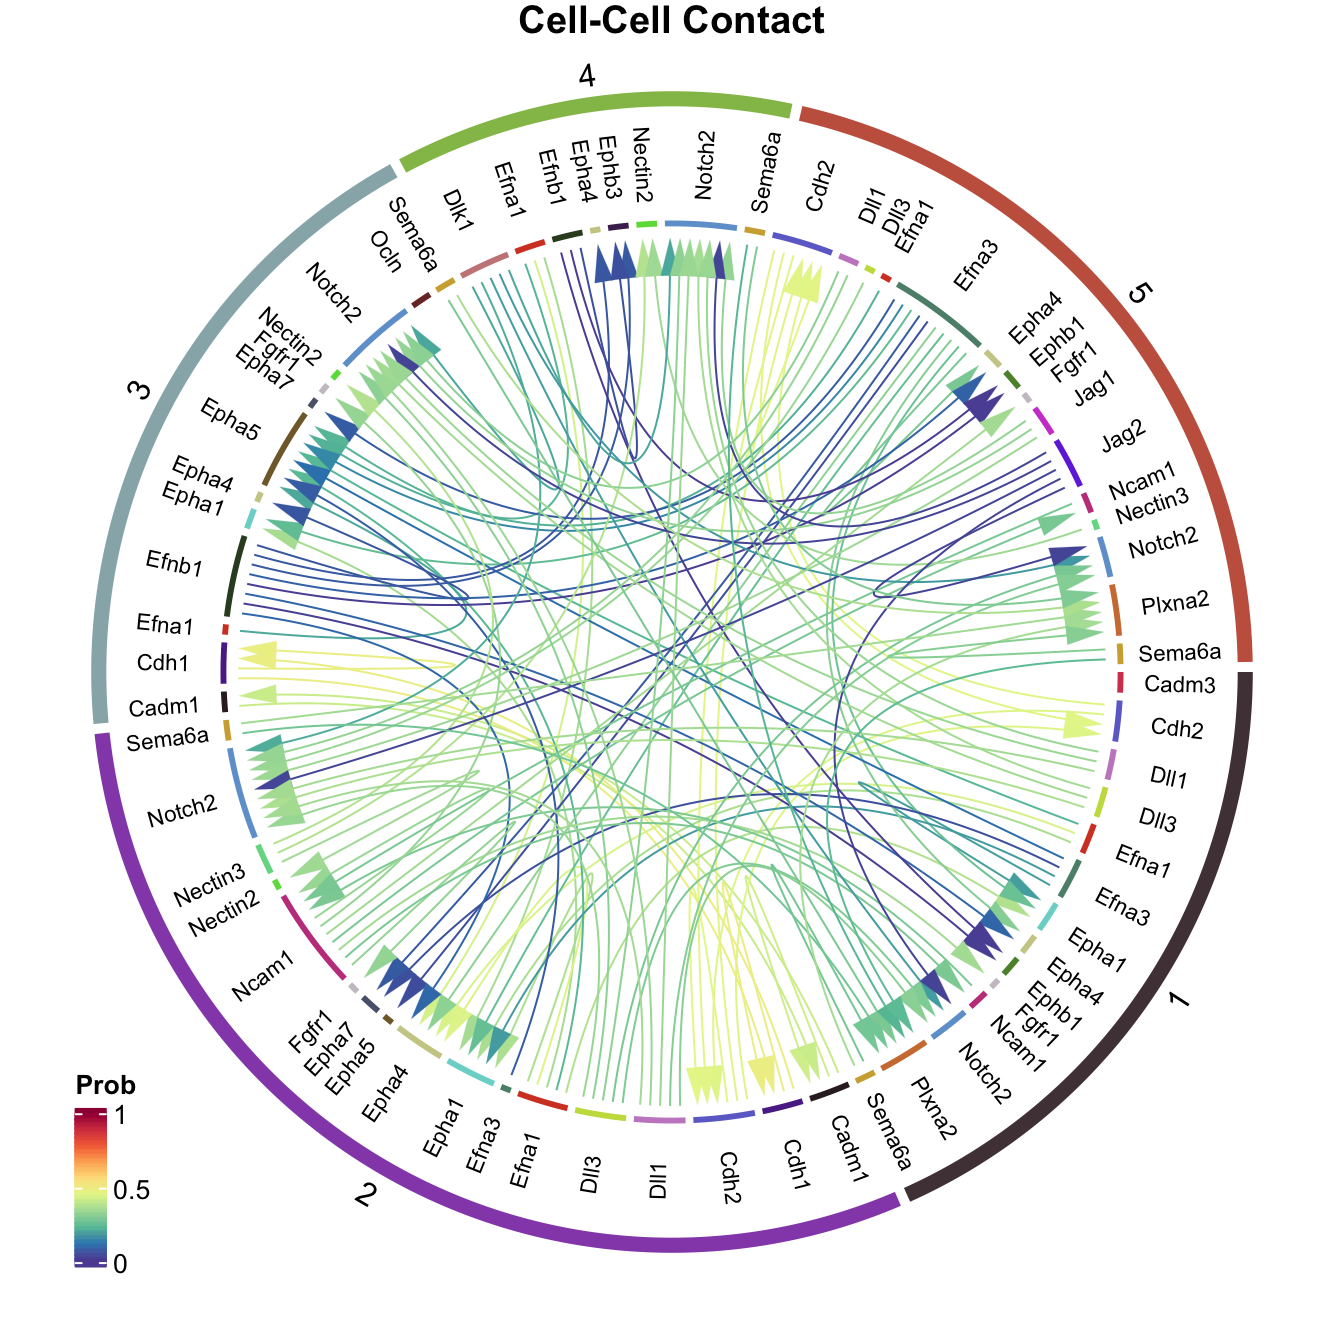 Cell-Cell Contact
4
Sema6a
Dlk1
Efna1
Efnb1
Epha4
Ephb3
Nectin2
Notch2
Sema6a
5
Cdh2
Dll1
Dll3
Efna1
Efna3
Epha4
Ephb1
Fgfr1
Jag1
Jag2
Ncam1
Nectin3
Notch2
Plxna2
Sema6a
1
Cadm3
Cdh2
Dll1
Dll3
Efna1
Efna3
Epha1
Epha4
Ephb1
Fgfr1
Ncam1
Notch2
Plxna2
Sema6a
2
Cadm1
Cdh1
Cdh2
Dll1
Dll3
Efna1
Efna3
Epha1
Epha4
Epha5
Epha7
Fgfr1
Ncam1
Nectin2
Nectin3
Notch2
Sema6a
3
Cadm1
Cdh1
Efna1
Efnb1
Epha1
Epha4
Epha5
Epha7
Fgfr1
Nectin2
Notch2
Ocln
Prob
1
0.5
0